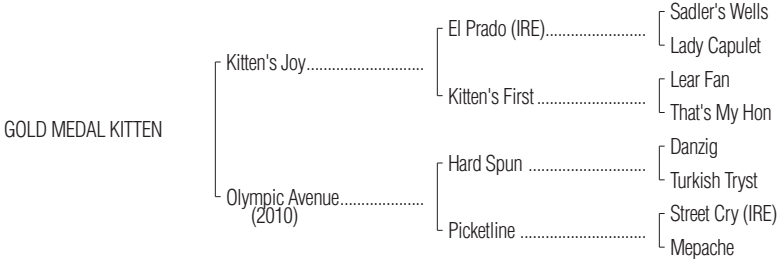 Sadler's Wells
El Prado (IRE)
Lady Capulet
Kitten's Joy
Lear Fan
Kitten's First
That's My Hon
GOLD MEDAL KITTEN
Danzig
Hard Spun
Turkish Tryst
Olympic Avenue
(2010)
Street Cry (IRE)
Picketline
Mepache